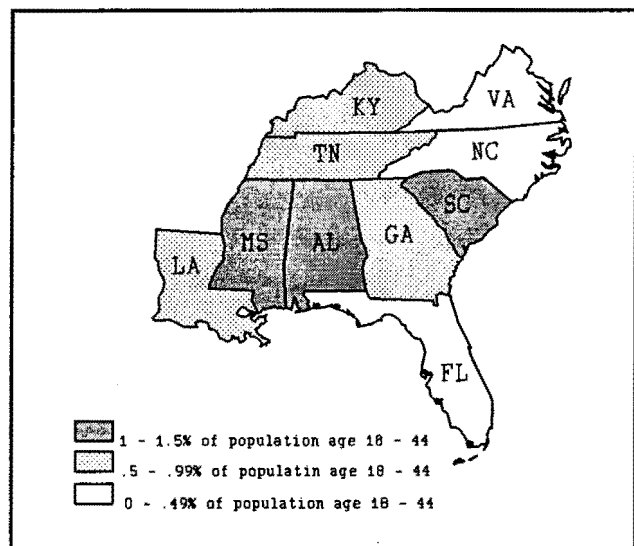 KY
VA
TN
NC
MS
AL
GA
SC
LA
FL
1 - 1.5% of population age 18 - 44
.5 - .99% of populatin age 18 - 44
0 - .49% of population age 18 - 44